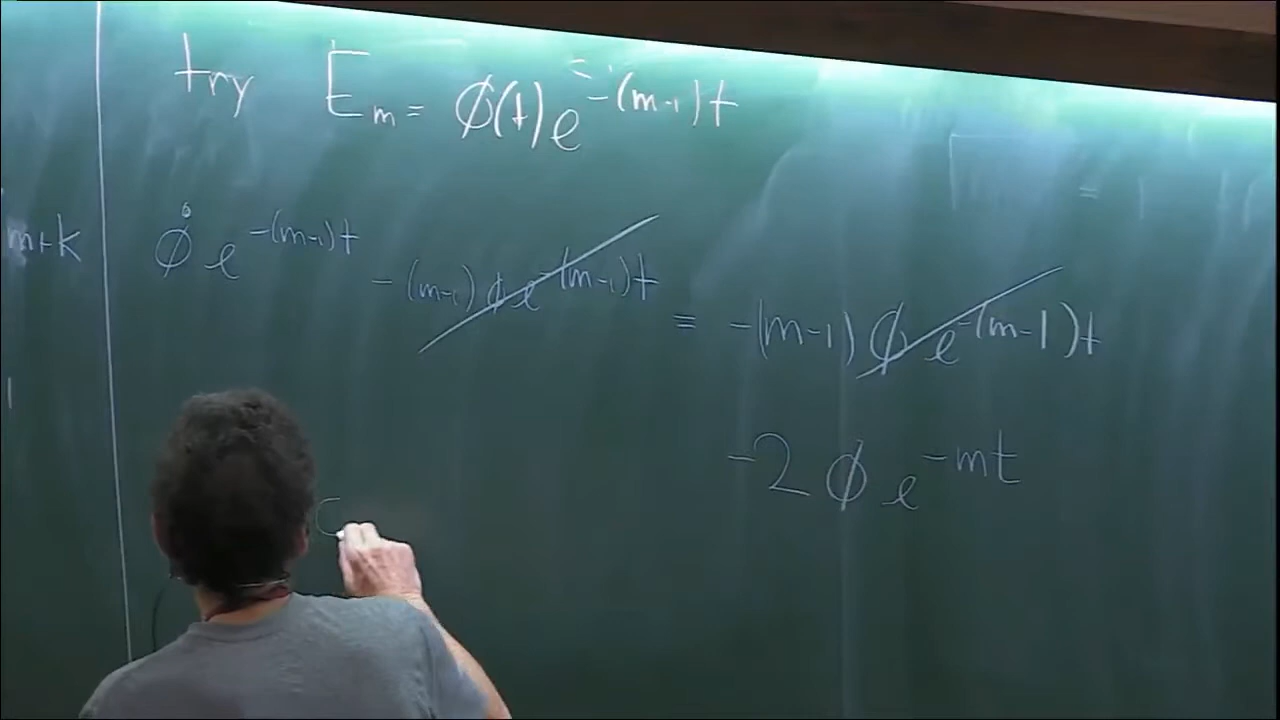 try E_m = ϕ(t) e^{-(m-1)t}
m+k
ϕ̇ e^{-(m-1)t} - (m-1) ϕ e^{-(m-1)t} = -(m-1) ϕ e^{-(m-1)t}
-2 ϕ e^{-mt}